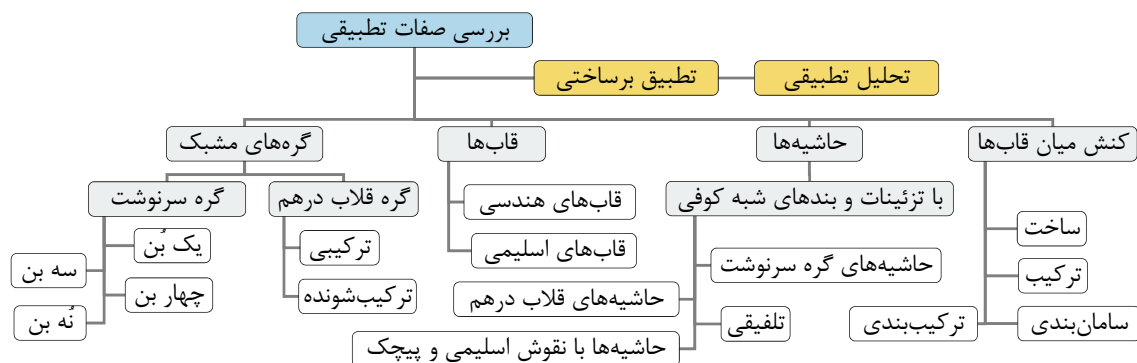 بررسی صفات تطبیقی
تحلیل تطبیقی
تطبیق برساختی
کنش میان قاب‌ها
حاشیه‌ها
قاب‌ها
گره‌های مشبک
ساخت
ترکیب
سامان‌بندی
ترکیب‌بندی
با تزئینات و بندهای شبه کوفی
حاشیه‌های گره سرنوشت
حاشیه‌های قلاب درهم
تلفیقی
حاشیه‌ها با نقوش اسلیمی و پیچک
قاب‌های هندسی
قاب‌های اسلیمی
گره قلاب درهم
ترکیبی
ترکیب‌شونده
گره سرنوشت
یک بُن
سه بن
چهار بن
نُه بن